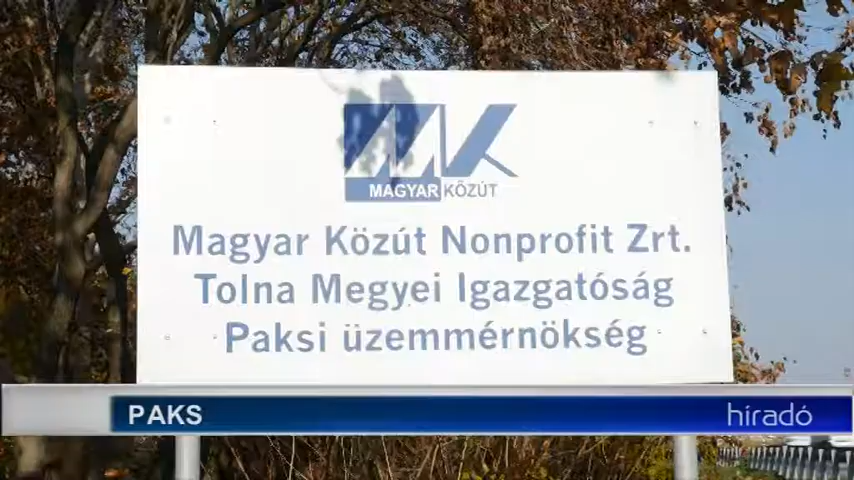 MAGYAR KÖZÚT
Magyar Közút Nonprofit Zrt.
Tolna Megyei Igazgatóság
Paksi üzemmérnökség
PAKS
híradó